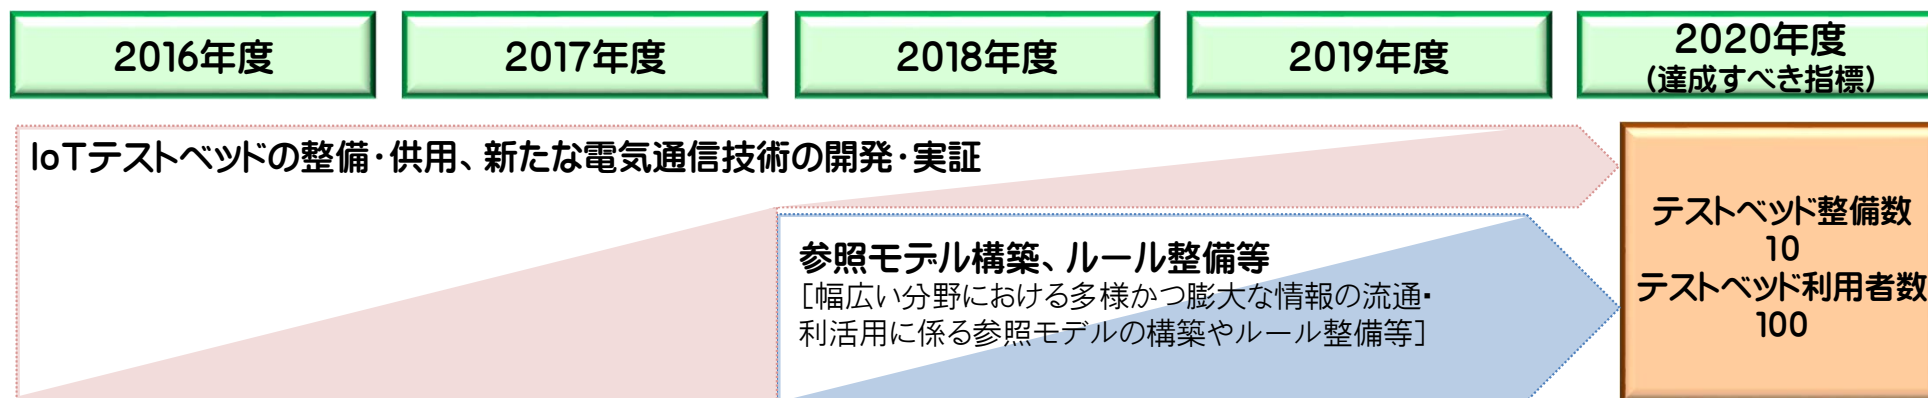 2016年度
2017年度
2018年度
2019年度
2020年度
(達成すべき指標)
IoTテストベッドの整備・供用、新たな電気通信技術の開発・実証
参照モデル構築、ルール整備等
[幅広い分野における多様かつ膨大な情報の流通・
利活用に係る参照モデルの構築やルール整備等]
テストベッド整備数
10
テストベッド利用者数
100